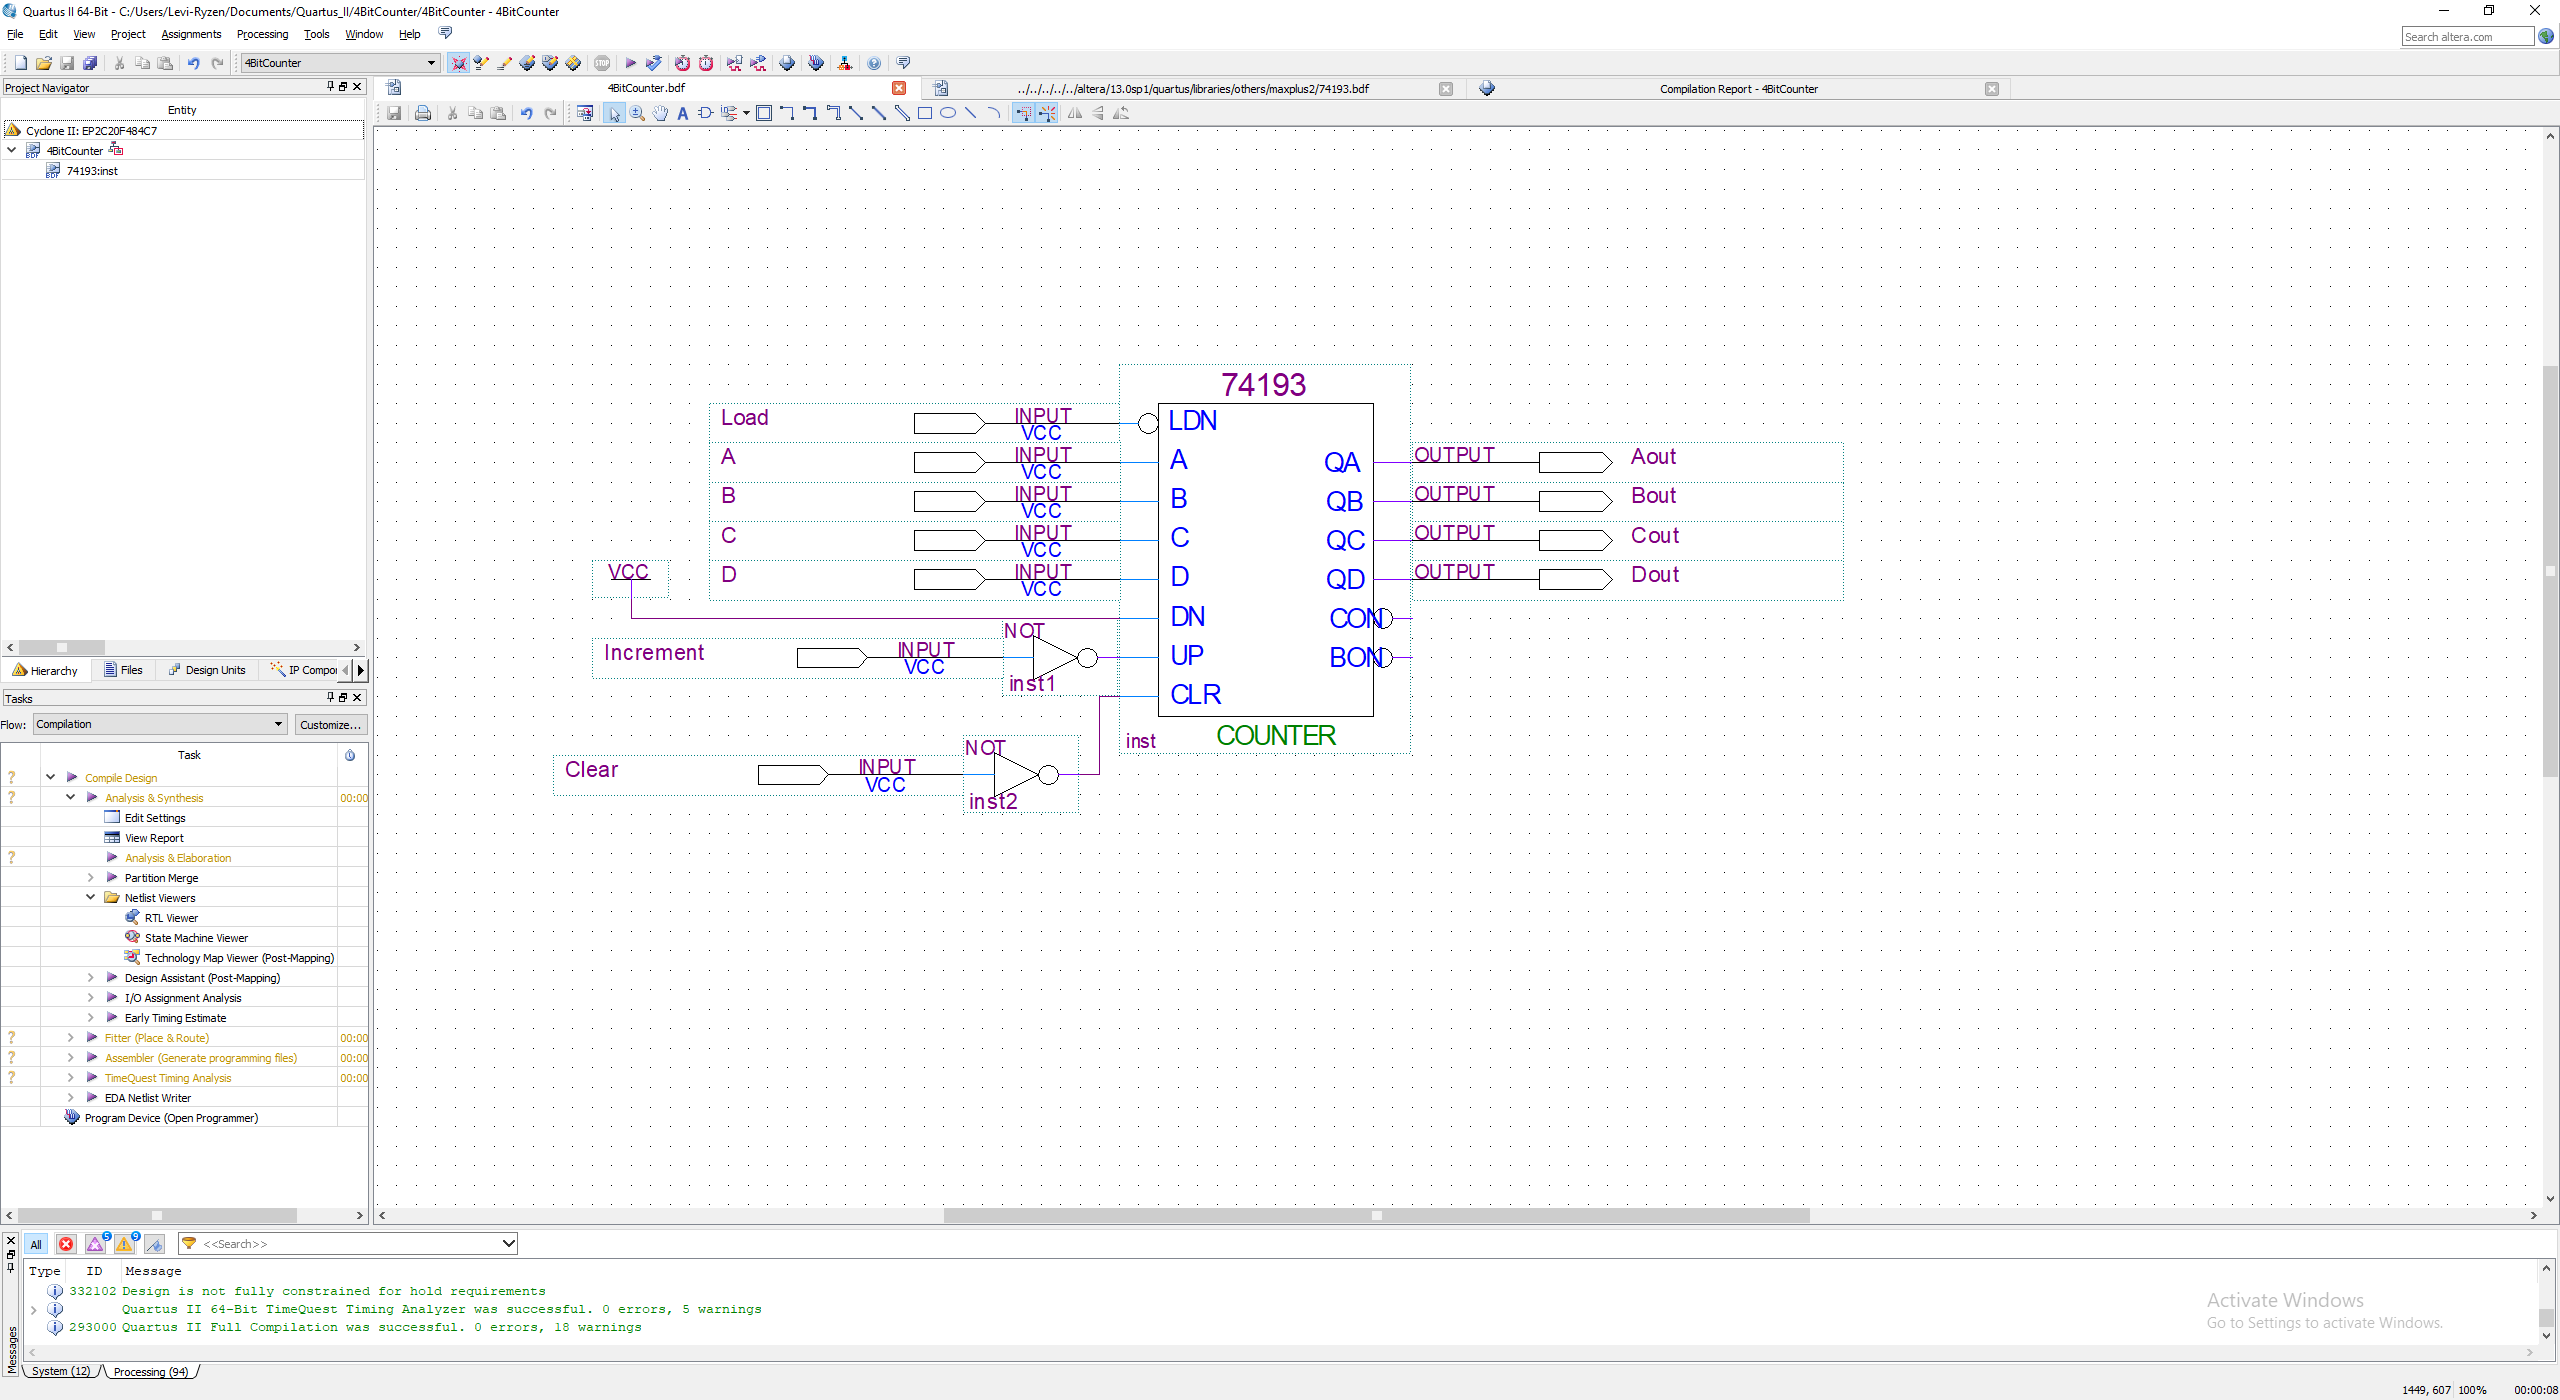 Quartus II 64-Bit - C:/Users/Levi-Ryzen/Documents/Quartus_II/4BitCounter/4BitCounter - 4BitCounter
File Edit View Project Assignments Processing Tools Window Help
Search altera.com
4BitCounter
STOP
Project Navigator
4BitCounter.bdf
../../../../../altera/13.0sp1/quartus/libraries/others/maxplus2/74193.bdf
Compilation Report - 4BitCounter
Entity
Cyclone II: EP2C20F484C7
4BitCounter
74193:inst
Hierarchy Files Design Units IP Compo
Tasks
Flow: Compilation Customize...
Task
Compile Design
Analysis & Synthesis 00:00
Edit Settings
View Report
Analysis & Elaboration
Partition Merge
Netlist Viewers
RTL Viewer
State Machine Viewer
Technology Map Viewer (Post-Mapping)
Design Assistant (Post-Mapping)
I/O Assignment Analysis
Early Timing Estimate
Fitter (Place & Route) 00:00
Assembler (Generate programming files) 00:00
TimeQuest Timing Analysis 00:00
EDA Netlist Writer
Program Device (Open Programmer)
74193
Load INPUT VCC LDN
A INPUT VCC A QA OUTPUT Aout
B INPUT VCC B QB OUTPUT Bout
C INPUT VCC C QC OUTPUT Cout
VCC D INPUT VCC D QD OUTPUT Dout
DN CON
NOT
Increment INPUT VCC UP BON
inst1 CLR
inst COUNTER
NOT
Clear INPUT VCC
inst2
All 5 9 <<Search>>
Type ID Message
332102 Design is not fully constrained for hold requirements
Quartus II 64-Bit TimeQuest Timing Analyzer was successful. 0 errors, 5 warnings
293000 Quartus II Full Compilation was successful. 0 errors, 18 warnings
Messages
System (12) Processing (94)
Activate Windows
Go to Settings to activate Windows.
1449, 607 100% 00:00:08